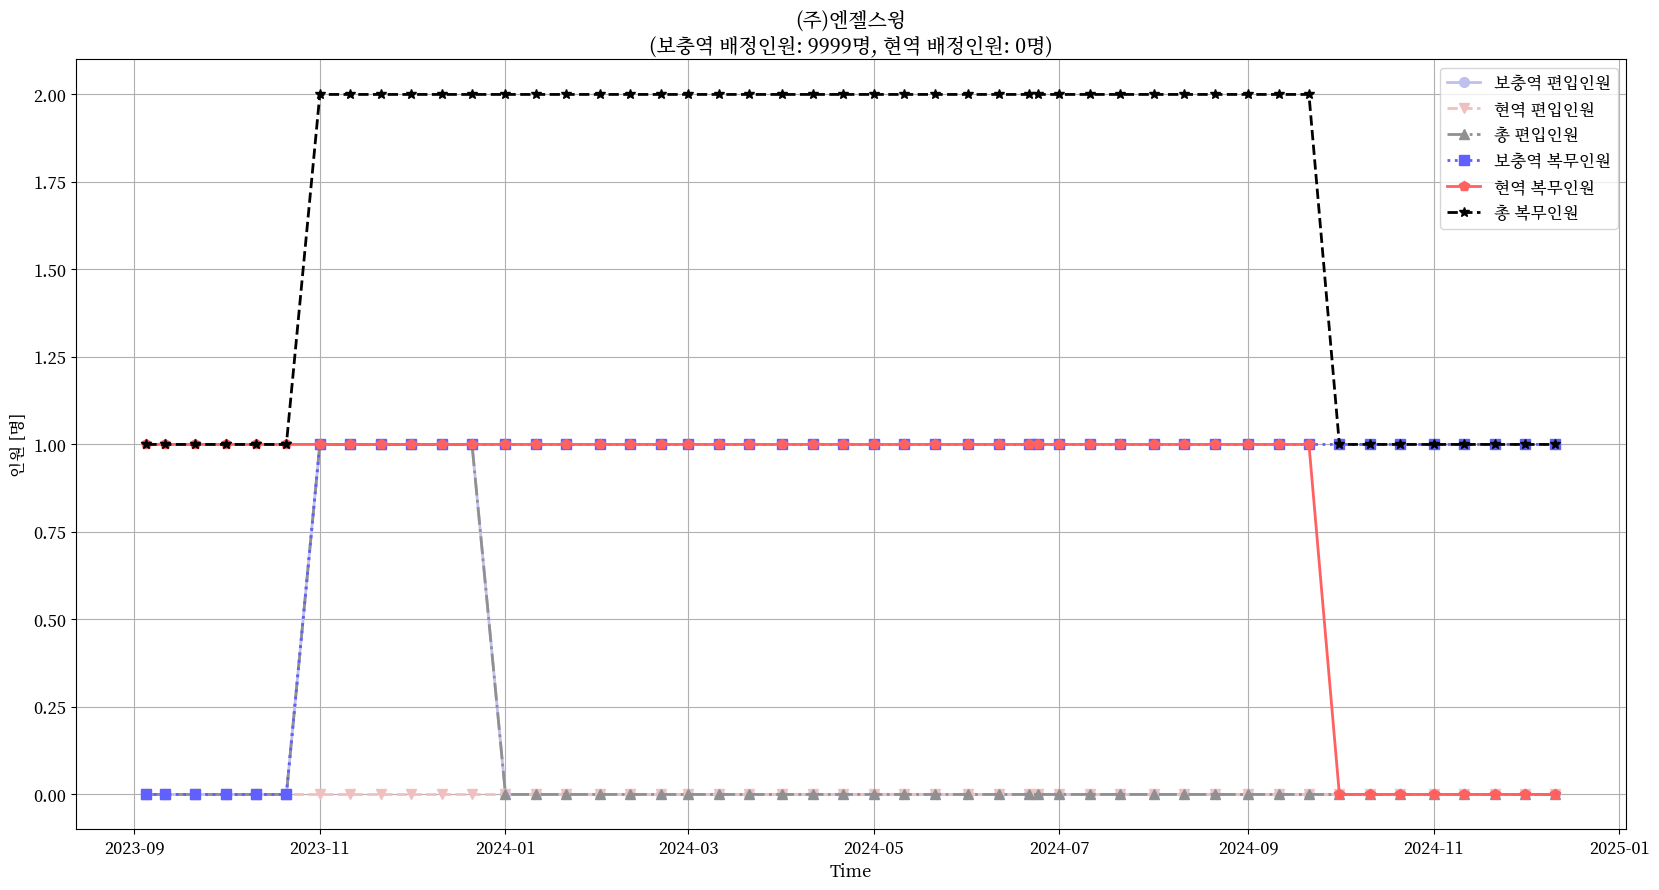 (주)엔젤스윙
(보충역 배정인원: 9999명, 현역 배정인원: 0명)
보충역 편입인원
현역 편입인원
총 편입인원
보충역 복무인원
현역 복무인원
총 복무인원
인원 [명]
2.00
1.75
1.50
1.25
1.00
0.75
0.50
0.25
0.00
2023-09 2023-11 2024-01 2024-03 2024-05 2024-07 2024-09 2024-11 2025-01
Time